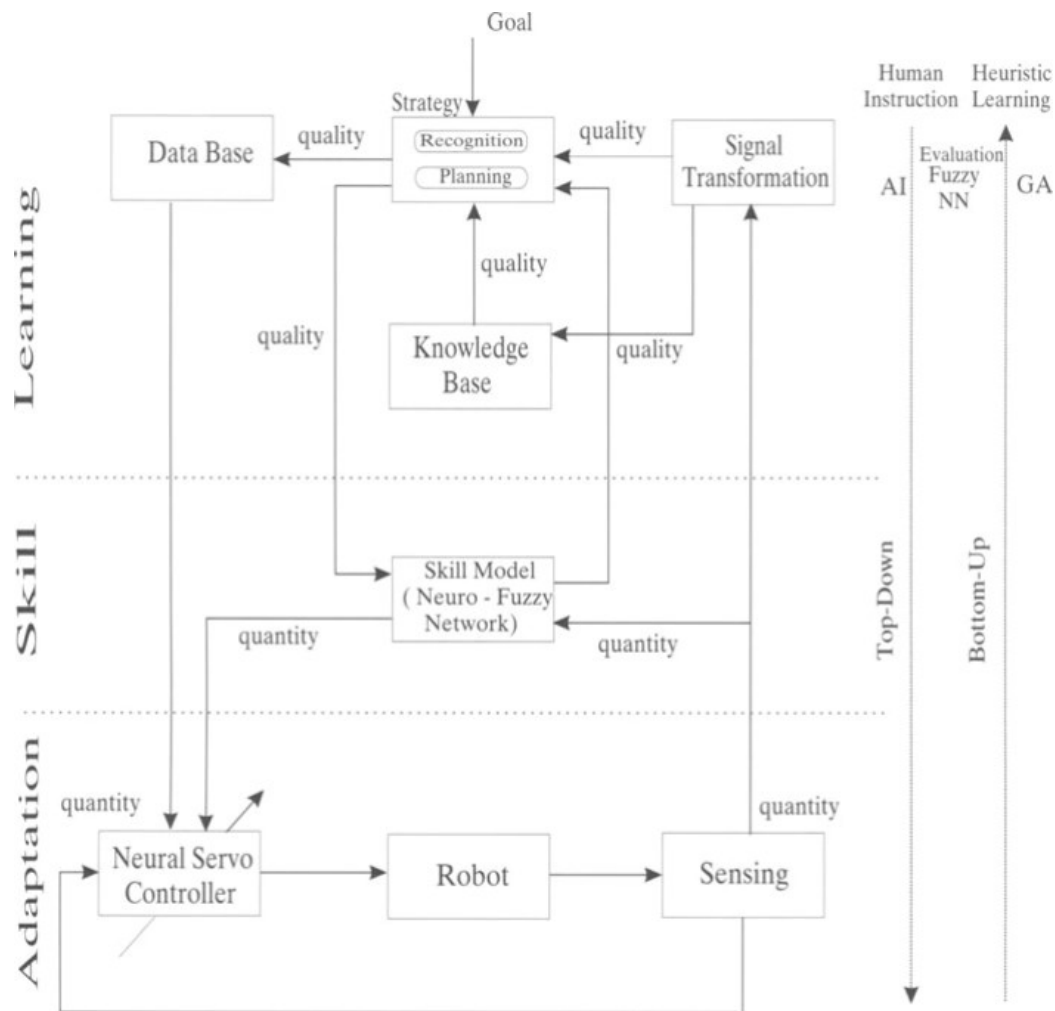 Goal
Human
Instruction
Heuristic
Learning
Strategy
Recognition
Planning
Data Base
quality
quality
Signal
Transformation
Evaluation
Fuzzy
NN
AI
GA
Learning
quality
quality
quality
Knowledge
Base
Skill
Skill Model
( Neuro - Fuzzy
Network)
quantity
quantity
Top-Down
Bottom-Up
Adaptation
quantity
quantity
Neural Servo
Controller
Robot
Sensing